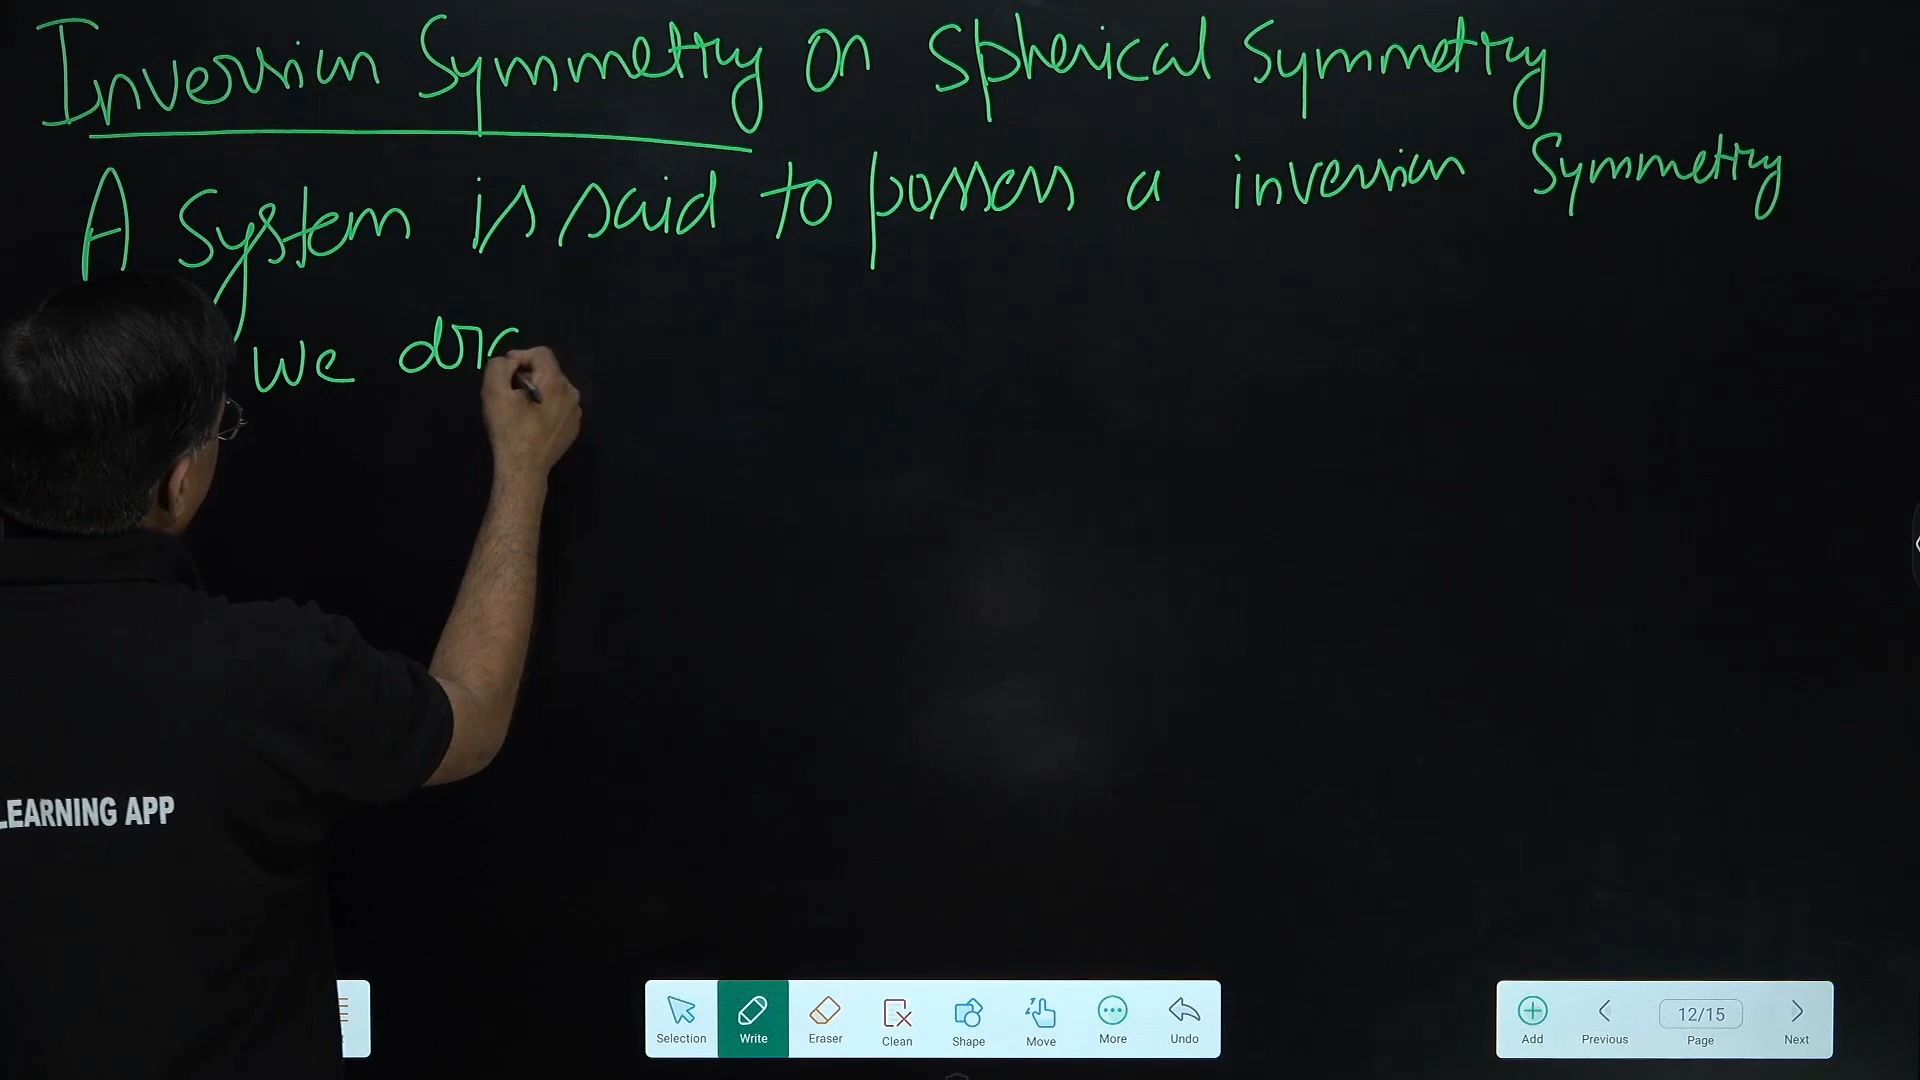 Inversion Symmetry or Spherical Symmetry
A System is said to possess a inversion Symmetry
we dra
LEARNING APP
Selection Write Eraser Clean Shape Move More Undo
Add Previous 12/15 Page Next